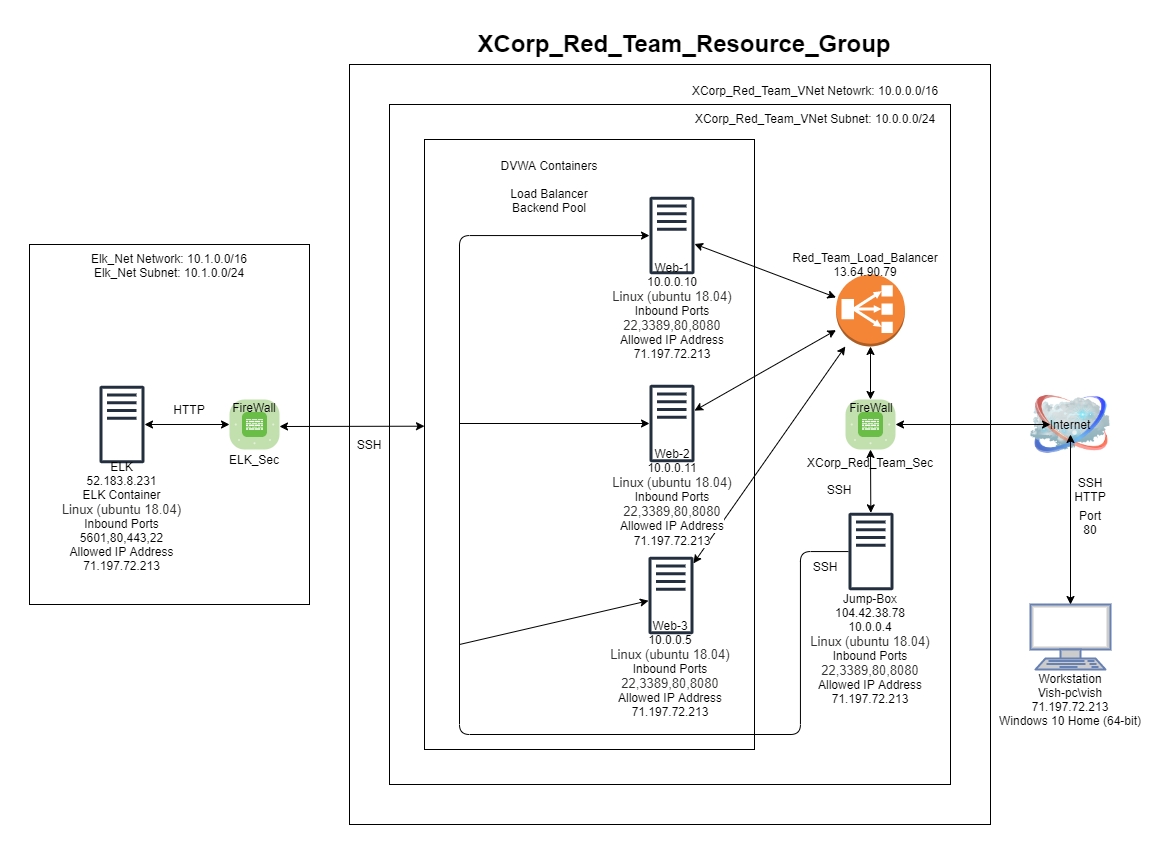 XCorp_Red_Team_Resource_Group
XCorp_Red_Team_VNet Netowrk: 10.0.0.0/16
XCorp_Red_Team_VNet Subnet: 10.0.0.0/24
DVWA Containers
Load Balancer
Backend Pool
Elk_Net Network: 10.1.0.0/16
Elk_Net Subnet: 10.1.0.0/24
HTTP
FireWall
ELK_Sec
SSH
ELK
52.183.8.231
ELK Container
Linux (ubuntu 18.04)
Inbound Ports
5601,80,443,22
Allowed IP Address
71.197.72.213
Web-1
10.0.0.10
Linux (ubuntu 18.04)
Inbound Ports
22,3389,80,8080
Allowed IP Address
71.197.72.213
Web-2
10.0.0.11
Linux (ubuntu 18.04)
Inbound Ports
22,3389,80,8080
Allowed IP Address
71.197.72.213
Web-3
10.0.0.5
Linux (ubuntu 18.04)
Inbound Ports
22,3389,80,8080
Allowed IP Address
71.197.72.213
Red_Team_Load_Balancer
13.64.90.79
FireWall
XCorp_Red_Team_Sec
SSH
SSH
Jump-Box
104.42.38.78
10.0.0.4
Linux (ubuntu 18.04)
Inbound Ports
22,3389,80,8080
Allowed IP Address
71.197.72.213
Internet
SSH
HTTP
Port
80
Workstation
Vish-pc\vish
71.197.72.213
Windows 10 Home (64-bit)